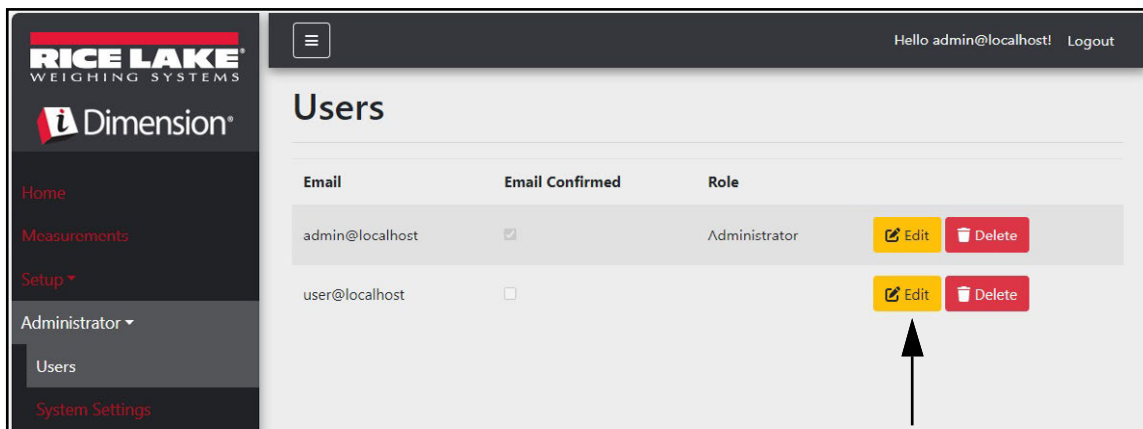 RICE LAKE®
WEIGHING SYSTEMS
i Dimension®
Home
Measurements
Setup
Administrator
Users
System Settings
Hello admin@localhost! Logout
Users
Email Email Confirmed Role
admin@localhost Administrator Edit Delete
user@localhost Edit Delete